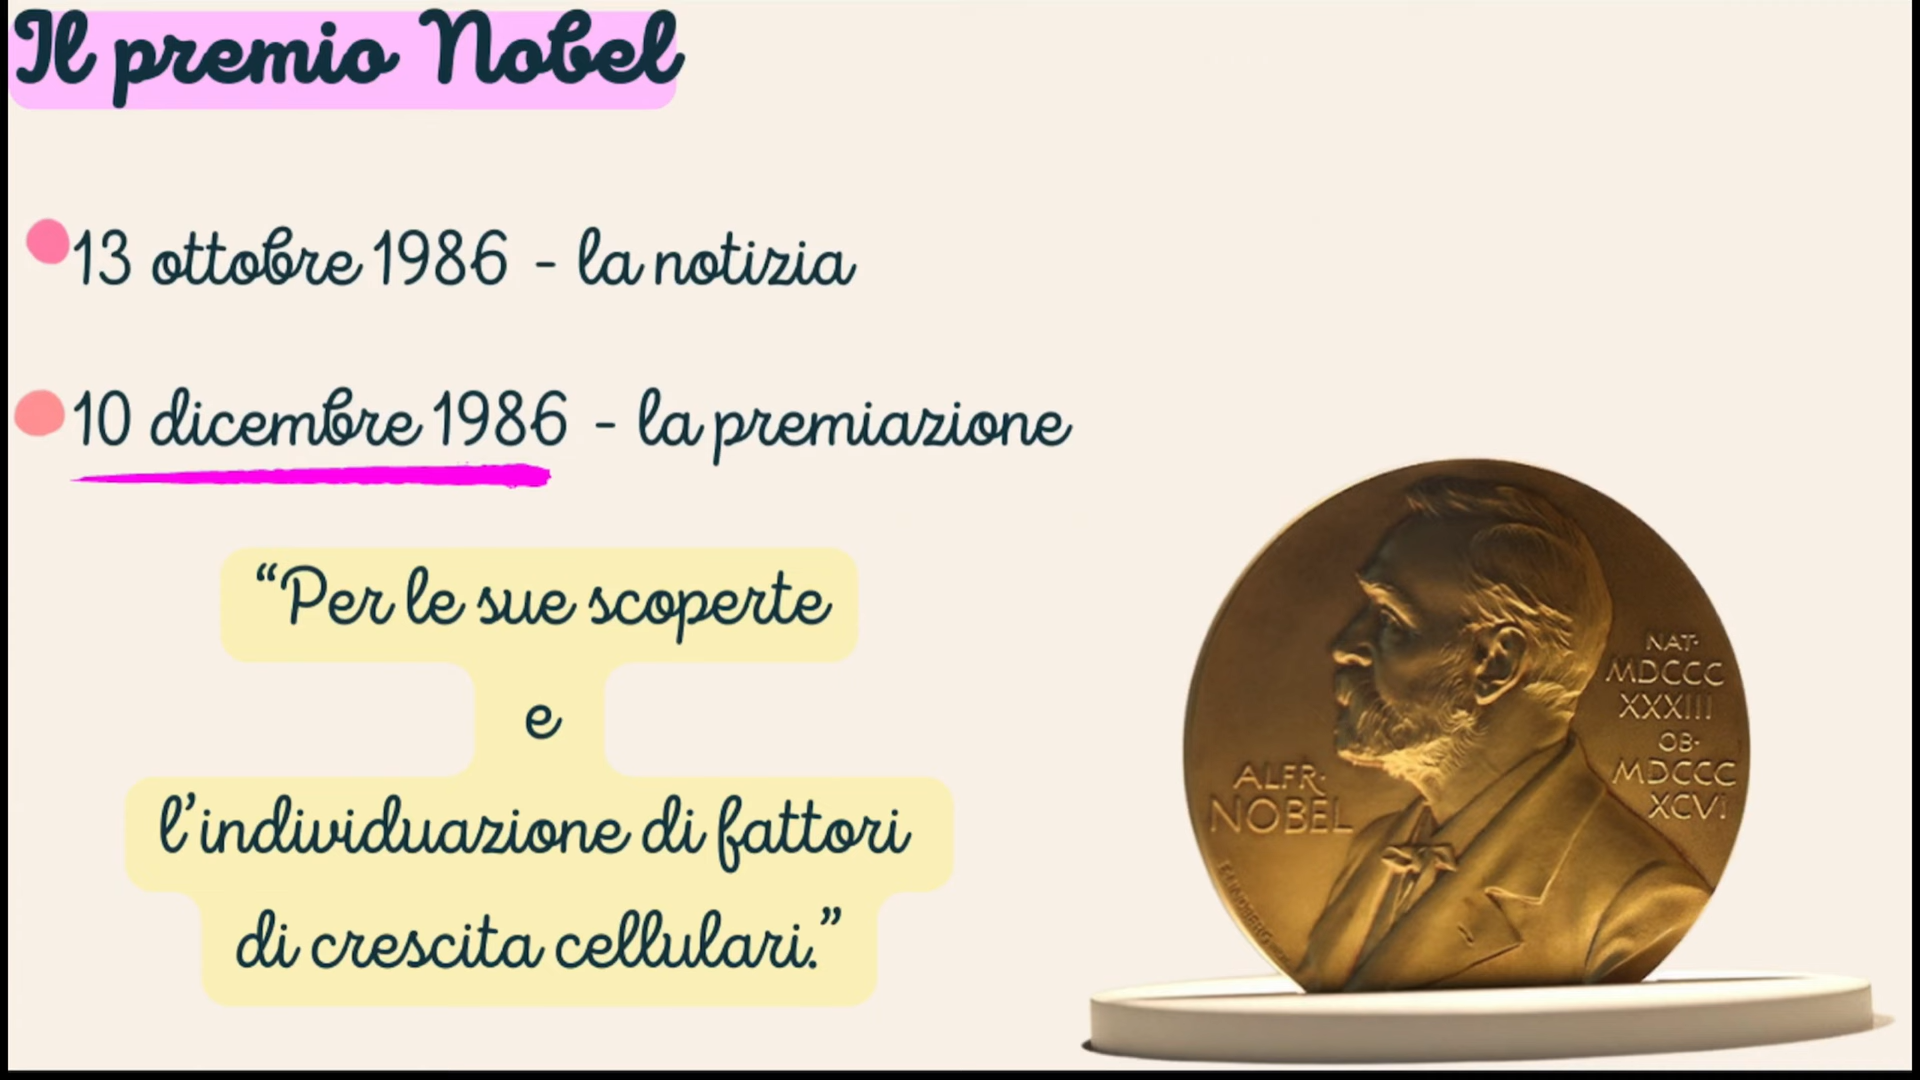 Il premio Nobel
13 ottobre 1986 - la notizia
10 dicembre 1986 - la premiazione
“Per le sue scoperte
e
l’individuazione di fattori
di crescita cellulari.”
NAT·
MDCCC
XXXIII
OB·
MDCCC
XCVI
ALFR·
NOBEL